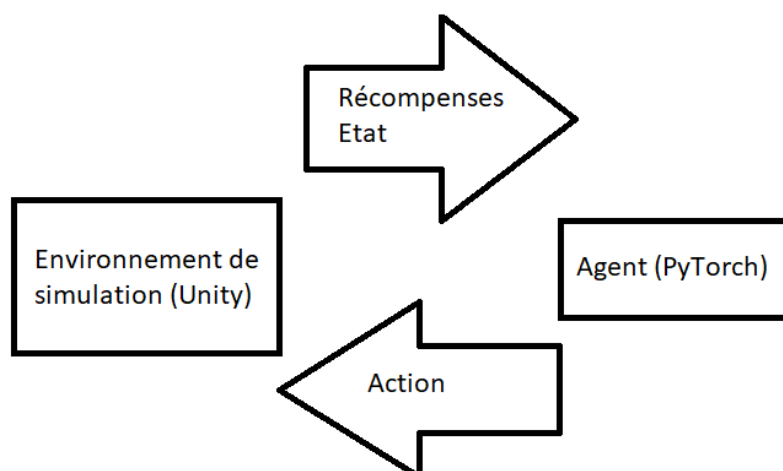 Récompenses
Etat
Environnement de
simulation (Unity)
Agent (PyTorch)
Action